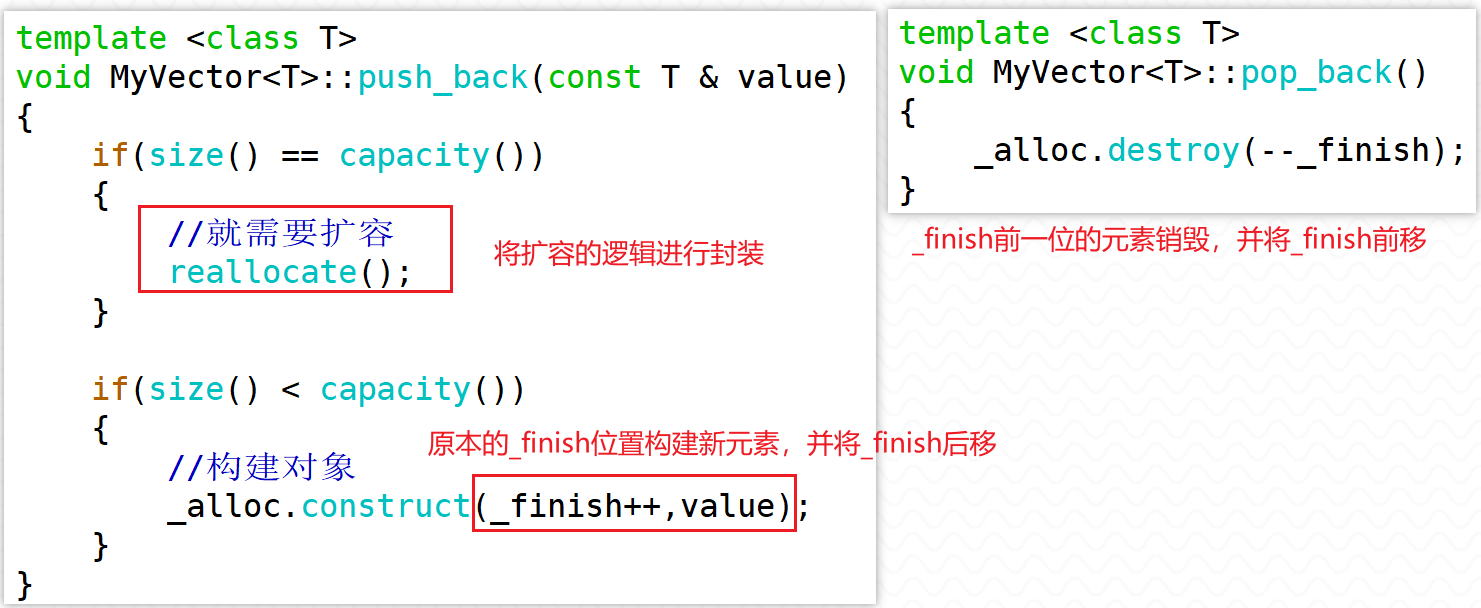 template <class T>
void MyVector<T>::push_back(const T & value)
{
    if(size() == capacity())
    {
        //就需要扩容
        reallocate();
    }
将扩容的逻辑进行封装
    if(size() < capacity())
    {
        //构建对象
        _alloc.construct(_finish++,value);
    }
}
原本的_finish位置构建新元素，并将_finish后移
template <class T>
void MyVector<T>::pop_back()
{
    _alloc.destroy(--_finish);
}
_finish前一位的元素销毁，并将_finish前移